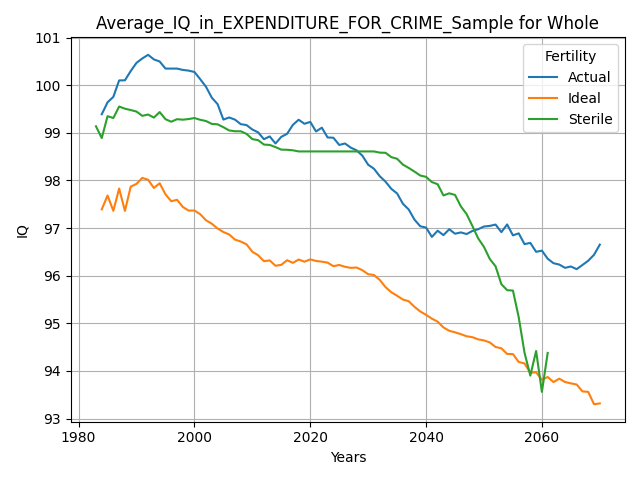 Average_IQ_in_EXPENDITURE_FOR_CRIME_Sample for Whole
Fertility
Actual
Ideal
Sterile
IQ
101
100
99
98
97
96
95
94
93
1980
2000
2020
2040
2060
Years